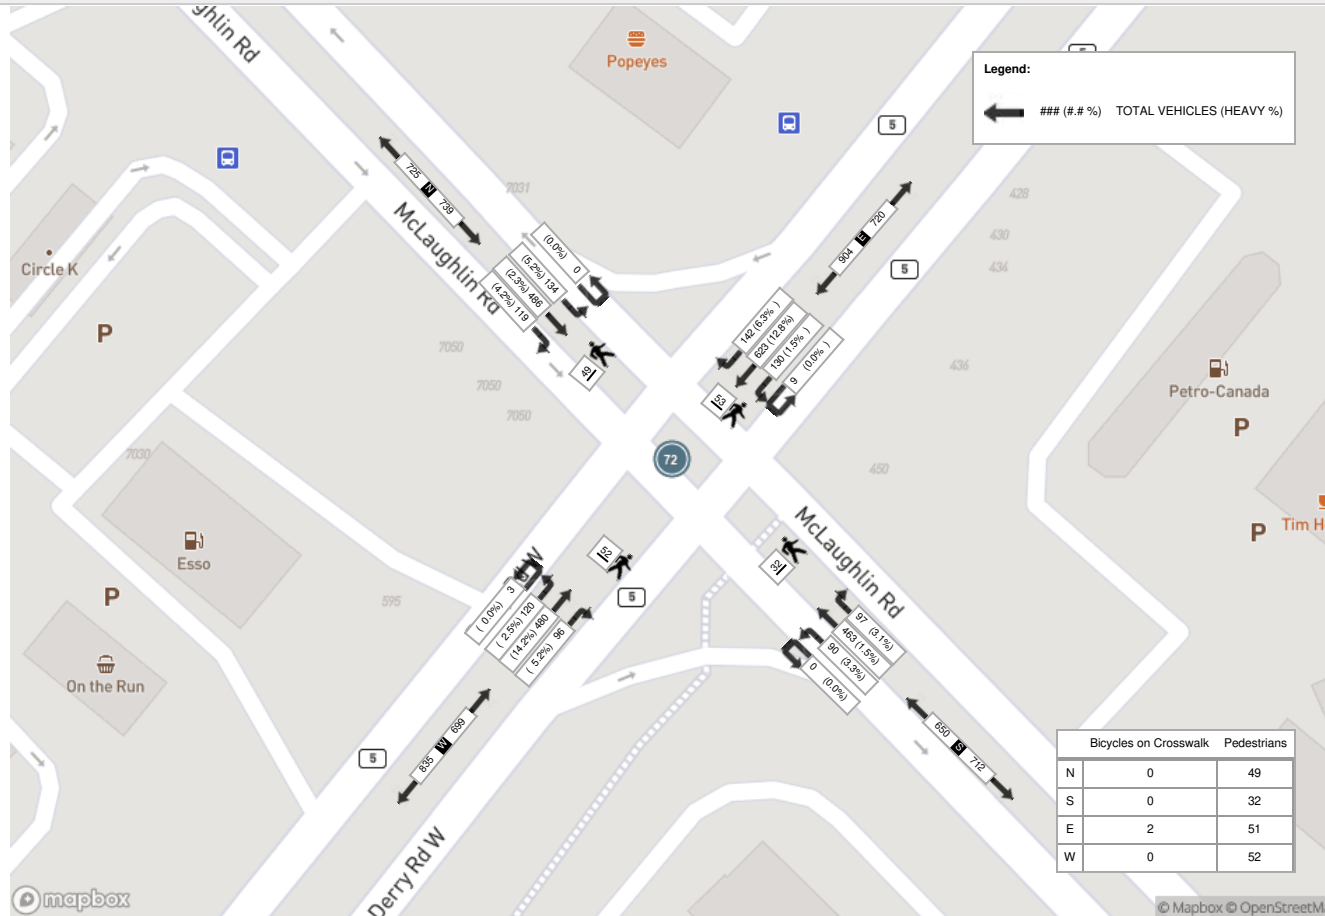 ghlin Rd
Popeyes
5
Legend:
### (#.# %) TOTAL VEHICLES (HEAVY %)
5
7031
428
725 N 739
904 E 720
McLaughlin Rd
430
436
Circle K
5
(0.0%) 0
(5.2%) 134
(2.3%) 486
(4.2%) 119
142 (6.3% )
623 (12.8%)
130 (1.5% )
9 (0.0% )
P
7050
7050
7050
436
Petro-Canada
P
49
53
7030
72
450
Esso
McLaughlin Rd
P
Tim H
52
W
32
595
P
5
( 0.0%) 3
( 2.5%) 120
(14.2%) 480
( 5.2%) 96
97 (3.1%)
463 (1.5%)
90 (3.3%)
0 (0.0%)
On the Run
835 W 699
650 S 712
5
Bicycles on Crosswalk Pedestrians
N 0 49
S 0 32
E 2 51
W 0 52
Derry Rd W
mapbox
© Mapbox © OpenStreetM